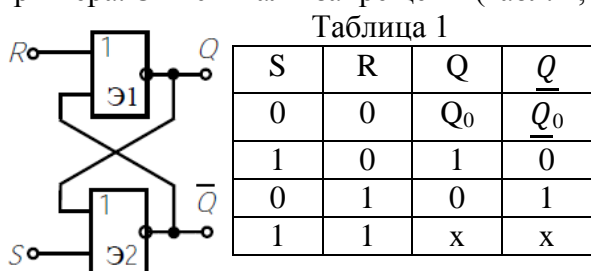 Таблица 1
R 1 Q
Э1
1 Q̅
S Э2
S R Q Q̲
0 0 Q₀ Q̲₀
1 0 1 0
0 1 0 1
1 1 x x